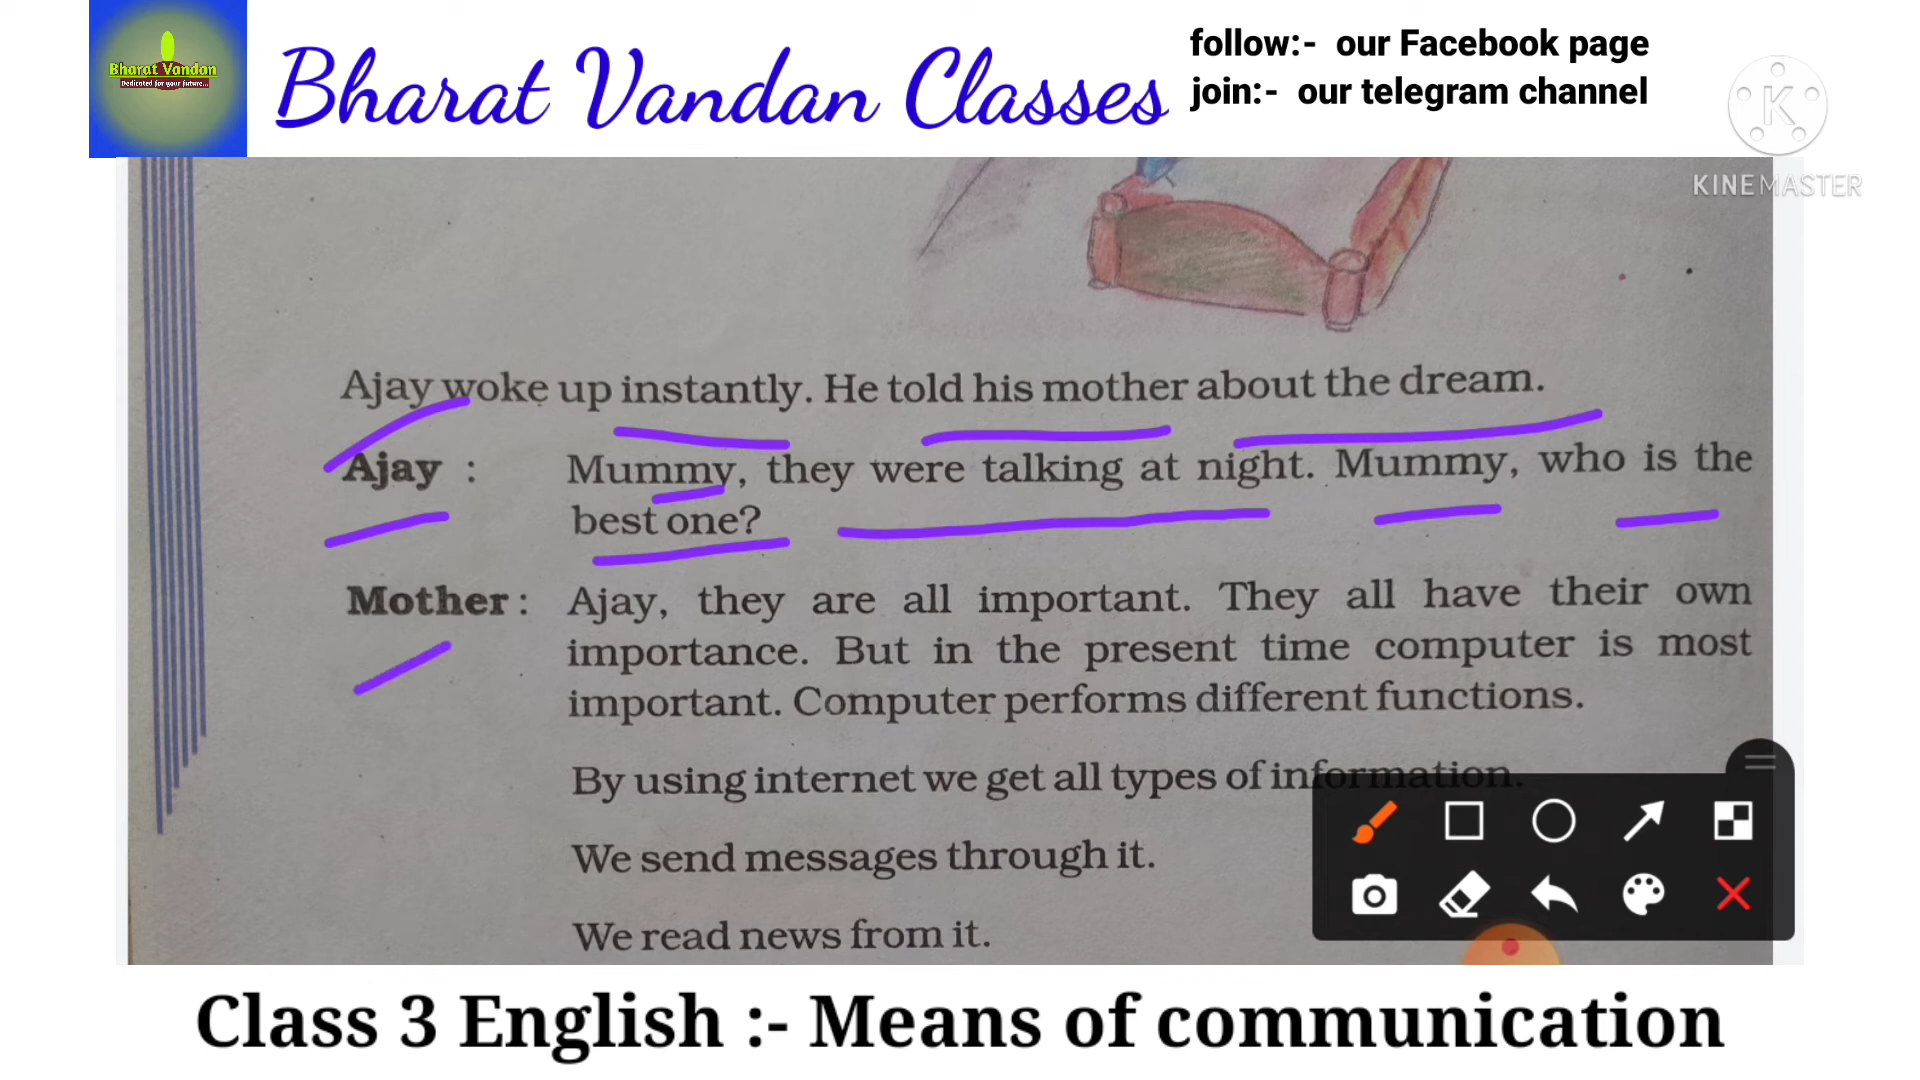 Bharat Vandan
Dedicated for your future...
Bharat Vandan Classes
follow:- our Facebook page
join:- our telegram channel
K
KINEMASTER
Ajay woke up instantly. He told his mother about the dream.
Ajay : Mummy, they were talking at night. Mummy, who is the
best one?
Mother : Ajay, they are all important. They all have their own
importance. But in the present time computer is most
important. Computer performs different functions.
By using internet we get all types of information.
We send messages through it.
We read news from it.
Class 3 English :- Means of communication